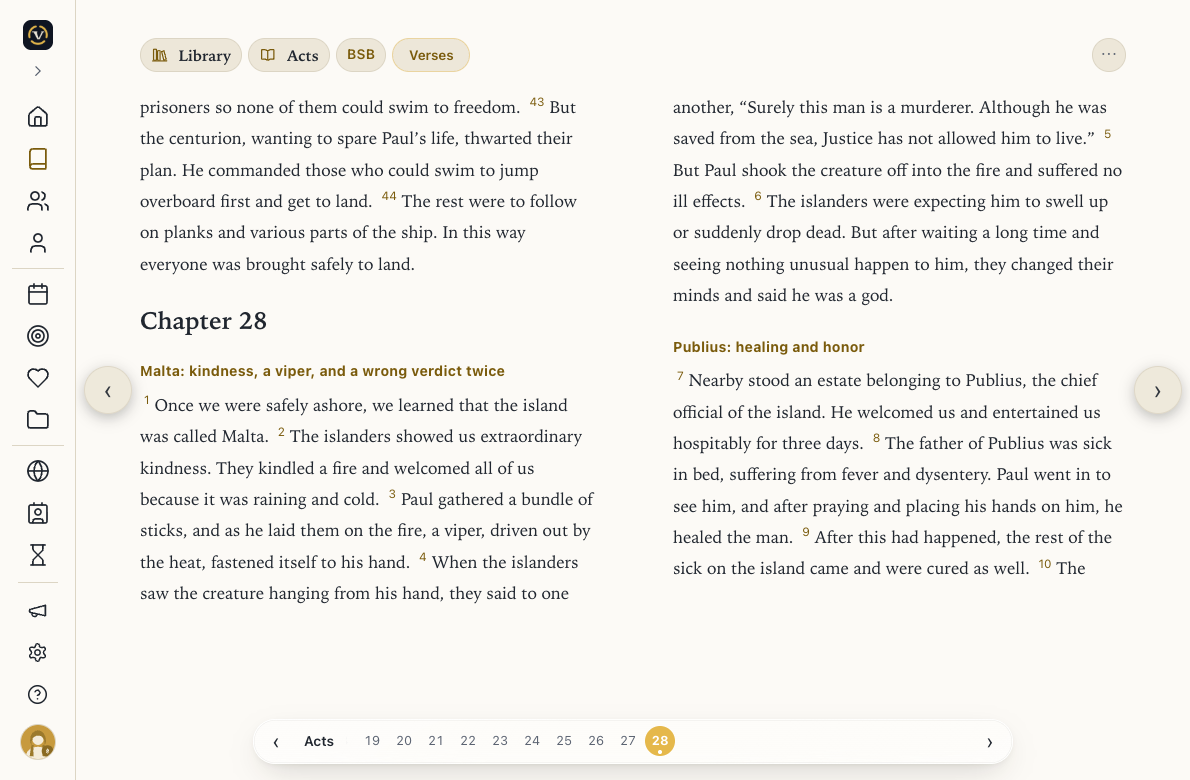 Library
Acts
BSB
Verses
...
prisoners so none of them could swim to freedom. 43 But
the centurion, wanting to spare Paul’s life, thwarted their
plan. He commanded those who could swim to jump
overboard first and get to land. 44 The rest were to follow
on planks and various parts of the ship. In this way
everyone was brought safely to land.
Chapter 28
Malta: kindness, a viper, and a wrong verdict twice
1 Once we were safely ashore, we learned that the island
was called Malta. 2 The islanders showed us extraordinary
kindness. They kindled a fire and welcomed all of us
because it was raining and cold. 3 Paul gathered a bundle of
sticks, and as he laid them on the fire, a viper, driven out by
the heat, fastened itself to his hand. 4 When the islanders
saw the creature hanging from his hand, they said to one
another, “Surely this man is a murderer. Although he was
saved from the sea, Justice has not allowed him to live.” 5
But Paul shook the creature off into the fire and suffered no
ill effects. 6 The islanders were expecting him to swell up
or suddenly drop dead. But after waiting a long time and
seeing nothing unusual happen to him, they changed their
minds and said he was a god.
Publius: healing and honor
7 Nearby stood an estate belonging to Publius, the chief
official of the island. He welcomed us and entertained us
hospitably for three days. 8 The father of Publius was sick
in bed, suffering from fever and dysentery. Paul went in to
see him, and after praying and placing his hands on him, he
healed the man. 9 After this had happened, the rest of the
sick on the island came and were cured as well. 10 The
‹ Acts 19 20 21 22 23 24 25 26 27 28 ›